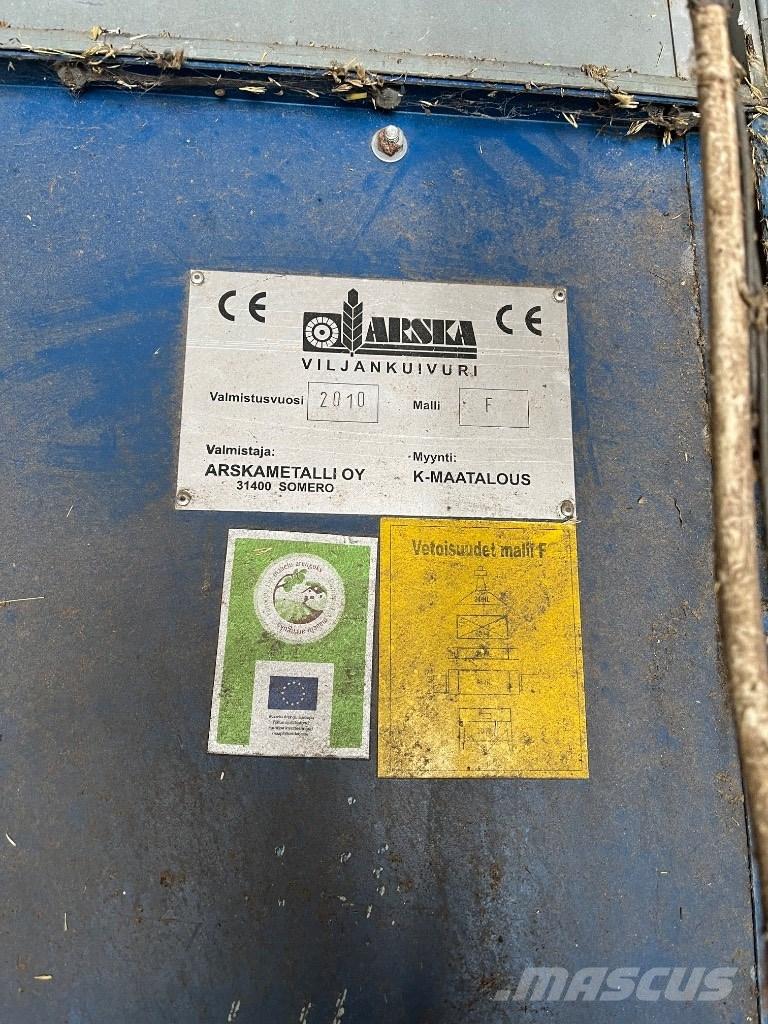 CE ARSKA CE
VILJANKUIVURI
Valmistusvuosi 2010 Malli F
Valmistaja: Myynti:
ARSKAMETALLI OY K-MAATALOUS
31400 SOMERO
Vetoisuudet malli F
MASCUS